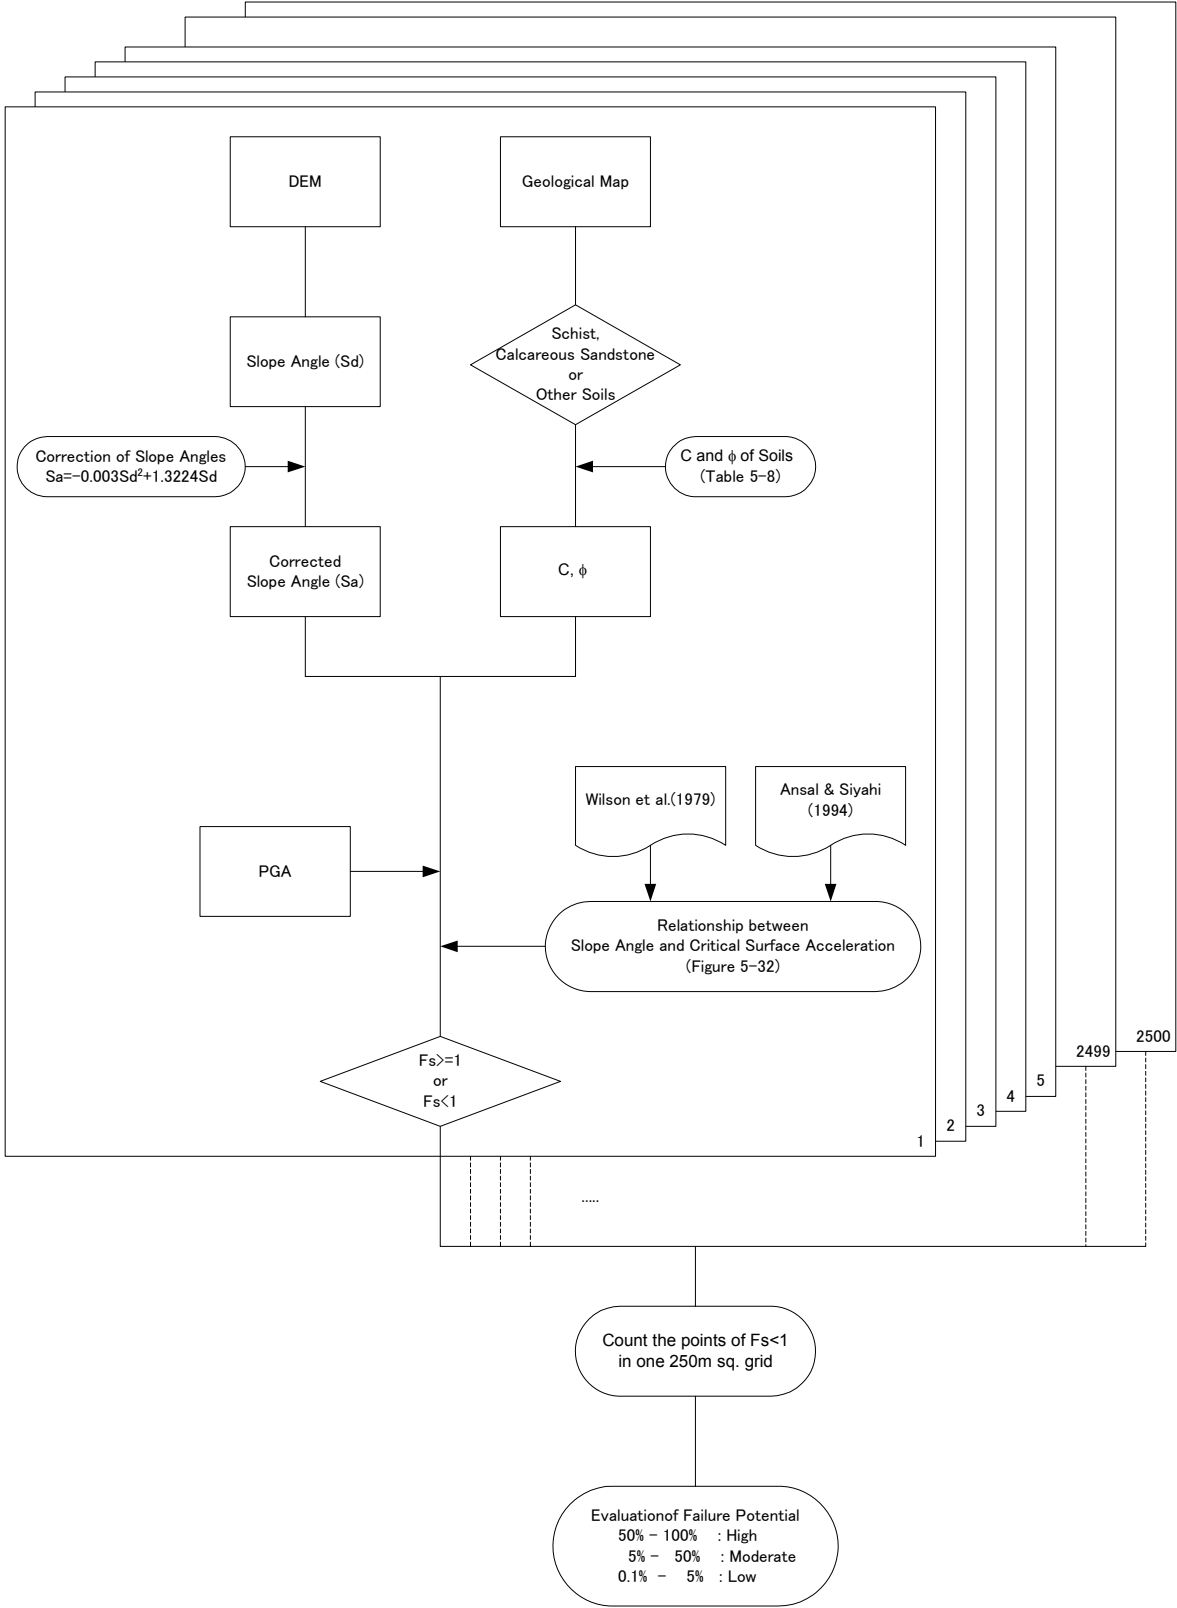 DEM
Geological Map
Slope Angle (Sd)
Schist,
Calcareous Sandstone
or
Other Soils
Correction of Slope Angles
Sa=-0.003Sd²+1.3224Sd
C and ϕ of Soils
(Table 5-8)
Corrected
Slope Angle (Sa)
C, ϕ
Wilson et al.(1979)
Ansal & Siyahi
(1994)
PGA
Relationship between
Slope Angle and Critical Surface Acceleration
(Figure 5-32)
Fs>=1
or
Fs<1
1
2
3
4
5
2499
2500
.....
Count the points of Fs<1
in one 250m sq. grid
Evaluationof Failure Potential
50% - 100% : High
5% - 50% : Moderate
0.1% - 5% : Low